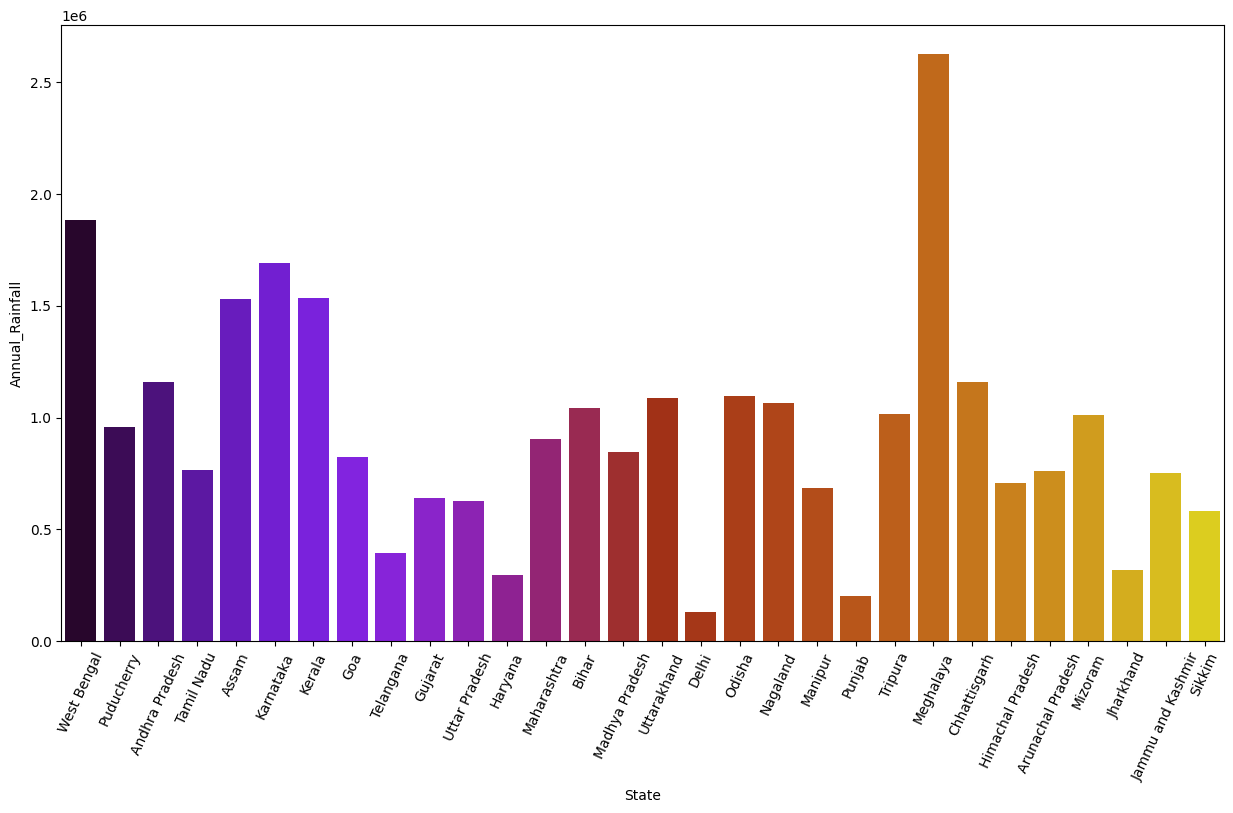 1e6
2.5
2.0
1.5
1.0
0.5
0.0
Annual_Rainfall
West Bengal
Puducherry
Andhra Pradesh
Tamil Nadu
Assam
Karnataka
Kerala
Goa
Telangana
Gujarat
Uttar Pradesh
Haryana
Maharashtra
Bihar
Madhya Pradesh
Uttarakhand
Delhi
Odisha
Nagaland
Manipur
Punjab
Tripura
Meghalaya
Chhattisgarh
Himachal Pradesh
Arunachal Pradesh
Mizoram
Jharkhand
Jammu and Kashmir
Sikkim
State